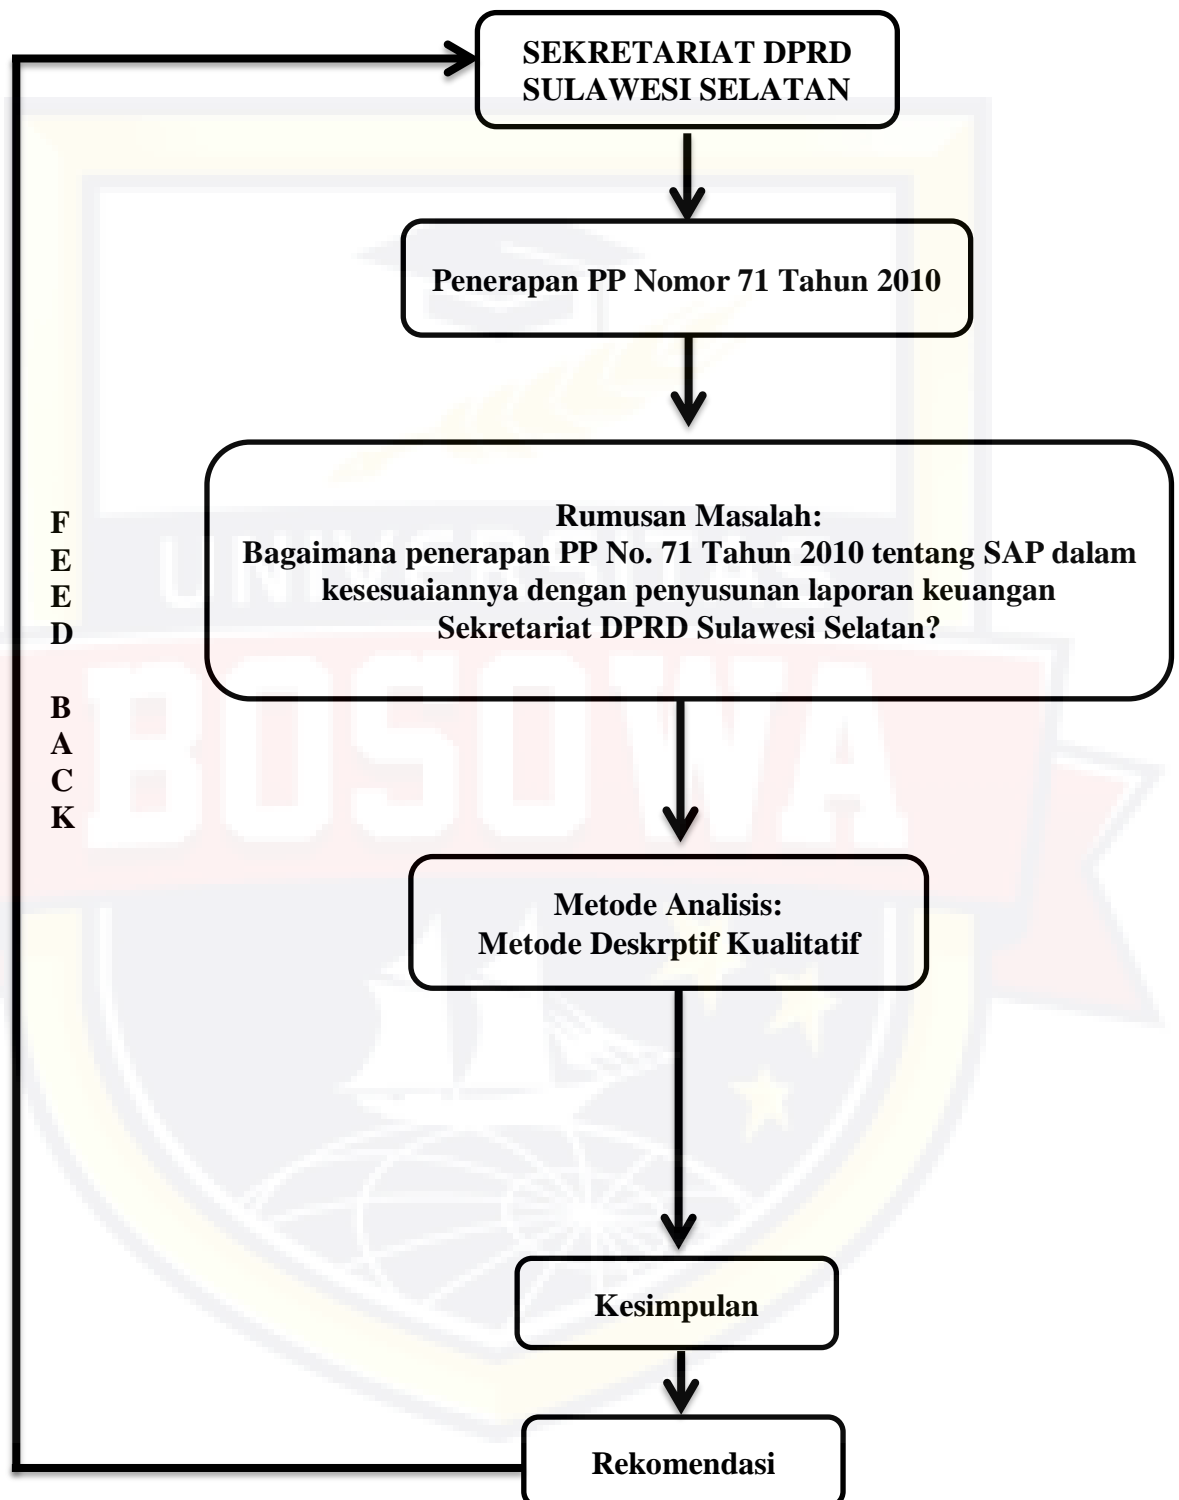 SEKRETARIAT DPRD
SULAWESI SELATAN
Penerapan PP Nomor 71 Tahun 2010
Rumusan Masalah:
Bagaimana penerapan PP No. 71 Tahun 2010 tentang SAP dalam
kesesuaiannya dengan penyusunan laporan keuangan
Sekretariat DPRD Sulawesi Selatan?
F
E
E
D
B
A
C
K
UNIVERSITAS
BOSOWA
Metode Analisis:
Metode Deskrptif Kualitatif
Kesimpulan
Rekomendasi